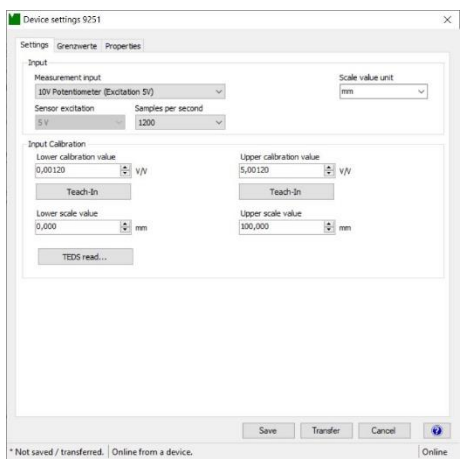 Device settings 9251
Settings Grenzwerte Properties
Input
Measurement input Scale value unit
10V Potentiometer (Excitation 5V) mm
Sensor excitation Samples per second
5 V 1200
Input Calibration
Lower calibration value Upper calibration value
0,00120 V/V 5,00120 V/V
Teach-In Teach-In
Lower scale value Upper scale value
0,000 mm 100,000 mm
TEDS read...
Save Transfer Cancel ?
* Not saved / transferred. Online from a device. Online